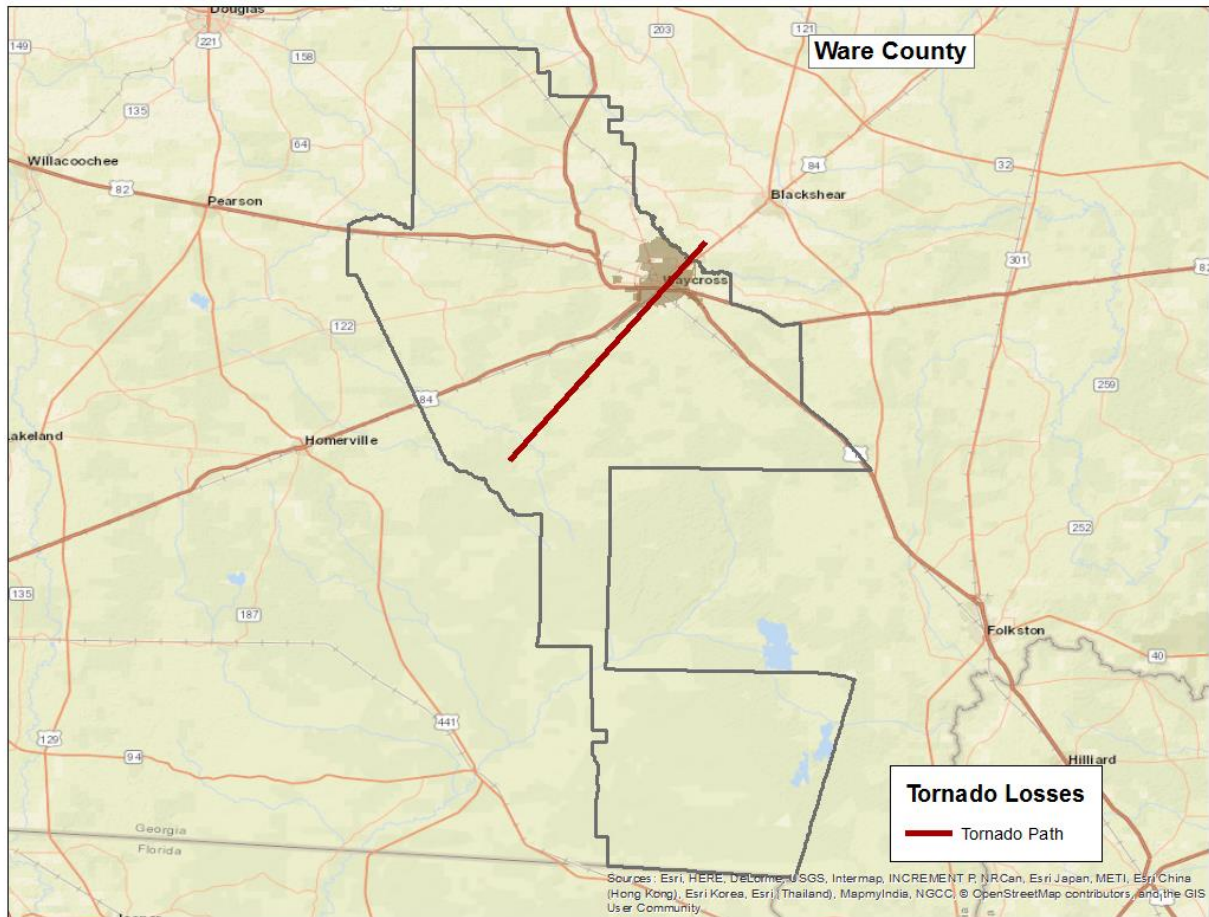 Douglas
221
149
158
203
121
Ware County
135
64
Willacoochee
82
Pearson
84
32
Blackshear
301
82
Waycross
122
259
84
Lakeland
Homerville
252
135
187
Folkston
40
441
129
94
Hilliard
Georgia
Florida
Tornado Losses
Tornado Path
Sources: Esri, HERE, DeLorme, USGS, Intermap, INCREMENT P, NRCan, Esri Japan, METI, Esri China
(Hong Kong), Esri Korea, Esri (Thailand), MapmyIndia, NGCC, © OpenStreetMap contributors, and the GIS
User Community